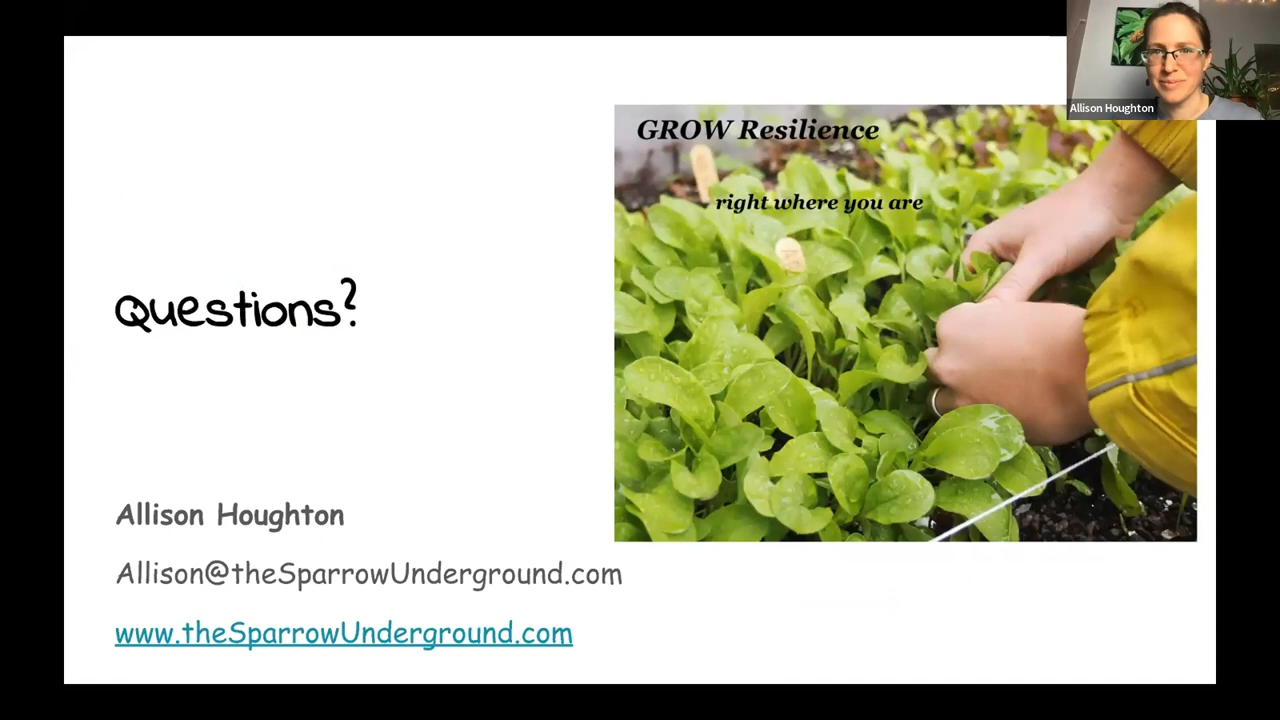 Allison Houghton
GROW Resilience
right where you are
Questions?
Allison Houghton
Allison@theSparrowUnderground.com
www.theSparrowUnderground.com